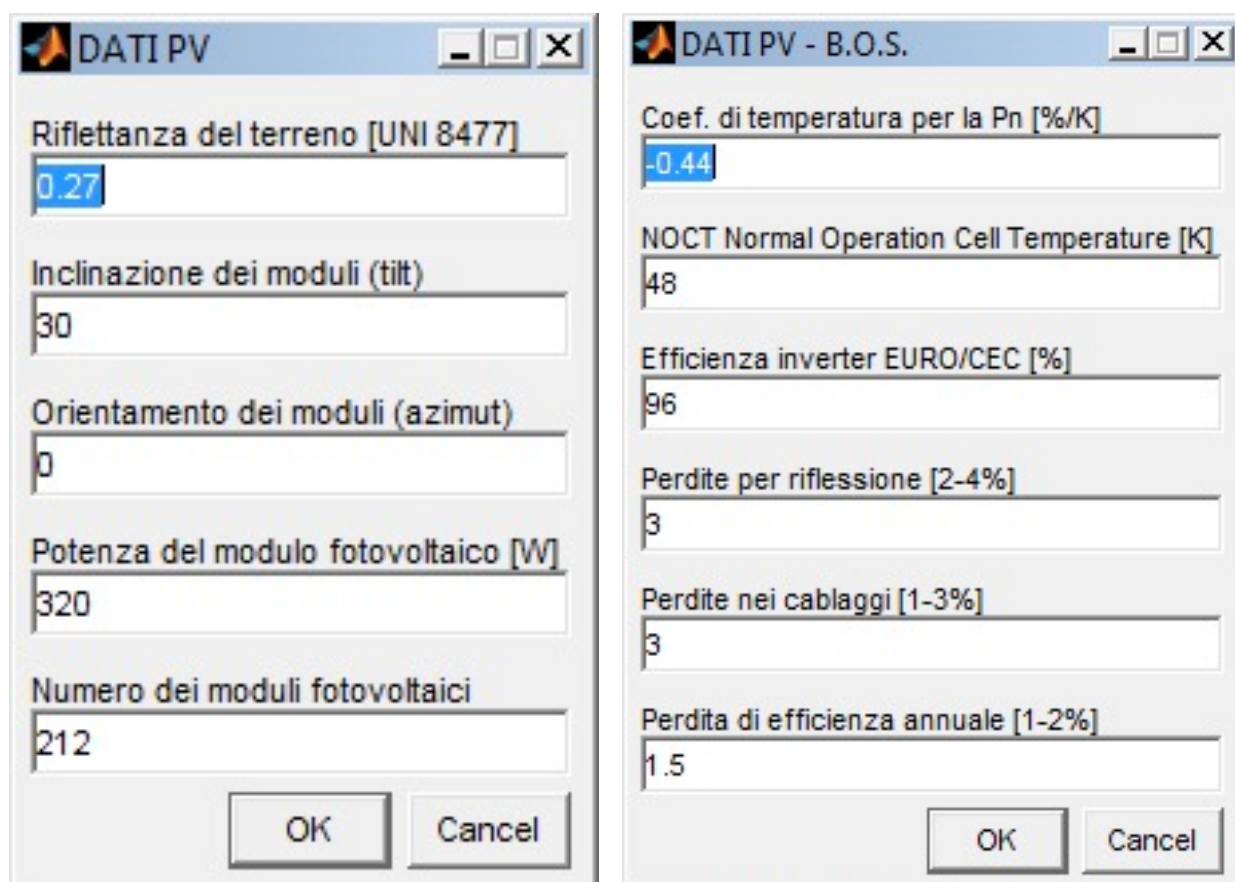 DATI PV
Riflettanza del terreno [UNI 8477]
0.27
Inclinazione dei moduli (tilt)
30
Orientamento dei moduli (azimut)
0
Potenza del modulo fotovoltaico [W]
320
Numero dei moduli fotovoltaici
212
OK Cancel
DATI PV - B.O.S.
Coef. di temperatura per la Pn [%/K]
-0.44
NOCT Normal Operation Cell Temperature [K]
48
Efficienza inverter EURO/CEC [%]
96
Perdite per riflessione [2-4%]
3
Perdite nei cablaggi [1-3%]
3
Perdita di efficienza annuale [1-2%]
1.5
OK Cancel